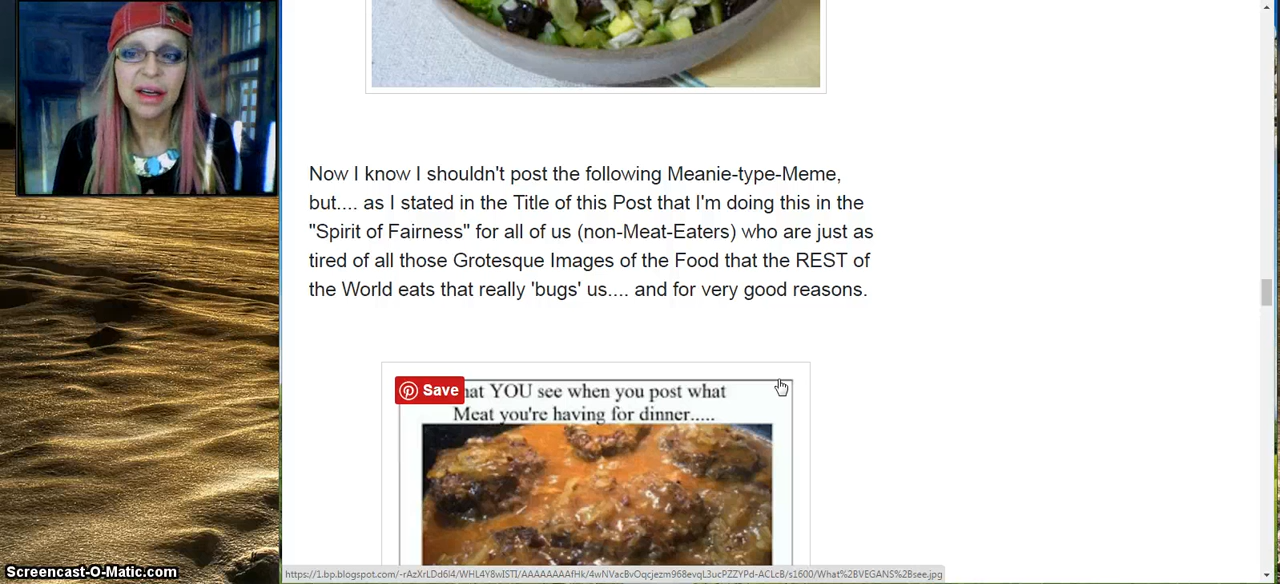 Now I know I shouldn't post the following Meanie-type-Meme,
but.... as I stated in the Title of this Post that I'm doing this in the
"Spirit of Fairness" for all of us (non-Meat-Eaters) who are just as
tired of all those Grotesque Images of the Food that the REST of
the World eats that really 'bugs' us.... and for very good reasons.
Save
hat YOU see when you post what
Meat you're having for dinner.....
Screencast-O-Matic.com